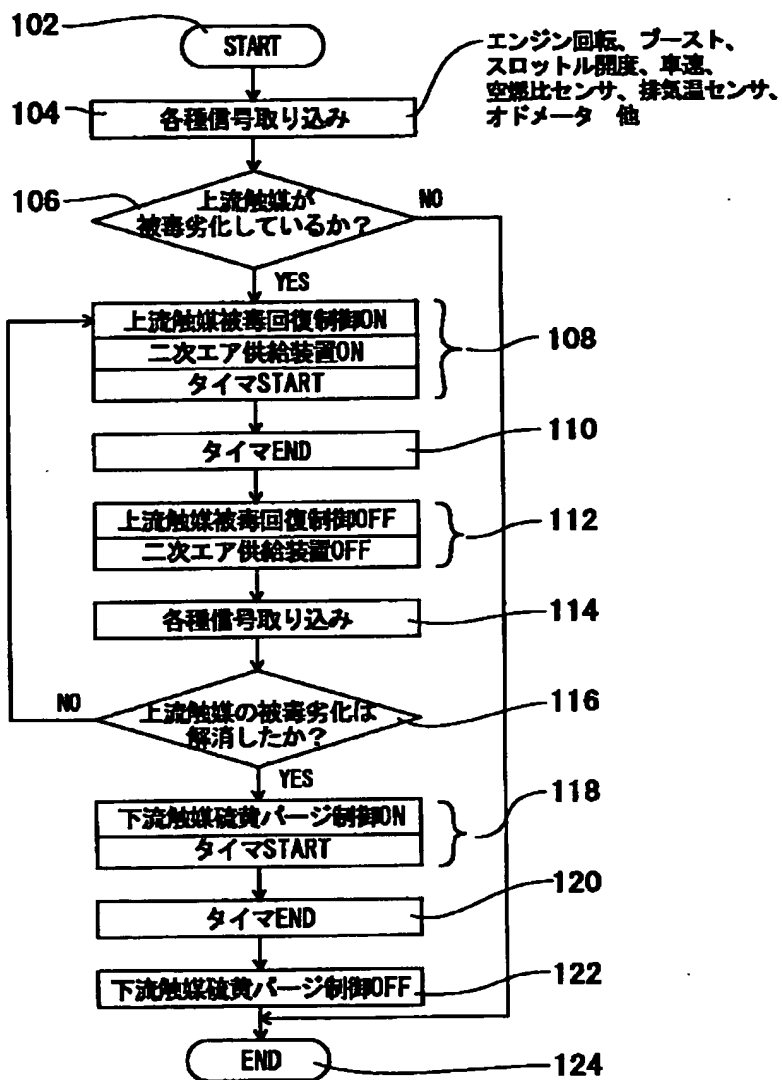 102
START
エンジン回転、ブースト、
スロットル開度、車速、
空燃比センサ、排気温センサ、
オドメータ 他
104
各種信号取り込み
106
上流触媒が
被毒劣化しているか?
NO
YES
上流触媒被毒回復制御ON
二次エア供給装置ON
タイマSTART
108
タイマEND
110
上流触媒被毒回復制御OFF
二次エア供給装置OFF
112
各種信号取り込み
114
NO
上流触媒の被毒劣化は
解消したか?
116
YES
下流触媒硫黄パージ制御ON
タイマSTART
118
タイマEND
120
下流触媒硫黄パージ制御OFF
122
END
124